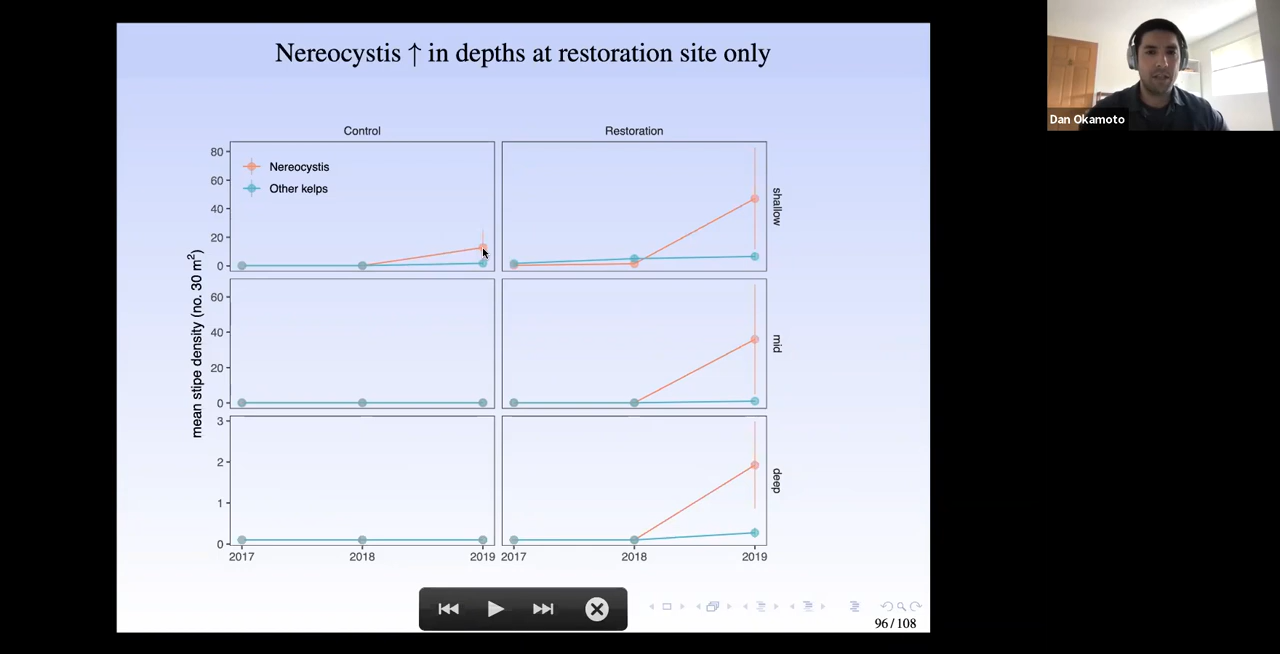 Nereocystis ↑ in depths at restoration site only
Dan Okamoto
Control
Restoration
Nereocystis
Other kelps
mean stipe density (no. 30 m²)
80
60
40
20
0
shallow
60
40
20
0
mid
3
2
1
0
deep
2017 2018 2019 2017 2018 2019
96 / 108